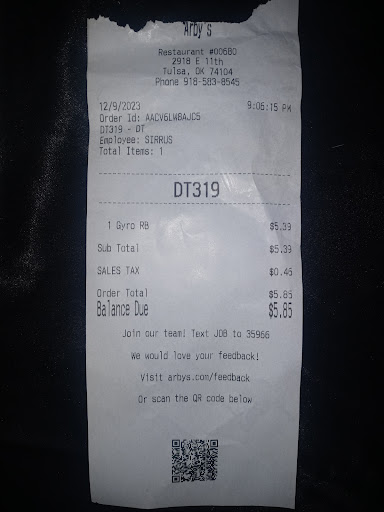 Arby's
Restaurant #00680
2918 E 11th
Tulsa, OK 74104
Phone 918-583-8545
12/9/2023 9:06:15 PM
Order Id: AACV6LW8AJC5
DT319 - DT
Employee: SIRRUS
Total Items: 1
DT319
1 Gyro RB $5.39
Sub Total $5.39
SALES TAX $0.46
Order Total $5.85
Balance Due $5.85
Join our team! Text JOB to 35966
We would love your feedback!
Visit arbys.com/feedback
Or scan the QR code below